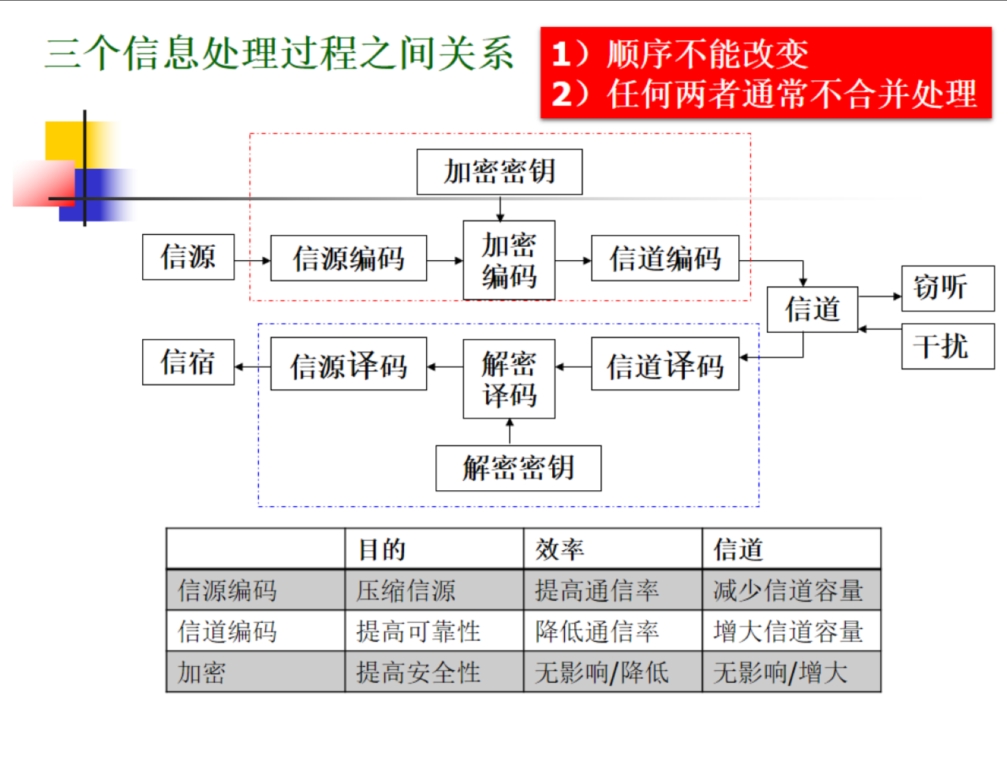 三个信息处理过程之间关系
1）顺序不能改变
2）任何两者通常不合并处理
加密密钥
信源
信源编码
加密
编码
信道编码
信道
窃听
干扰
信宿
信源译码
解密
译码
信道译码
解密密钥
目的 效率 信道
信源编码 压缩信源 提高通信率 减少信道容量
信道编码 提高可靠性 降低通信率 增大信道容量
加密 提高安全性 无影响/降低 无影响/增大